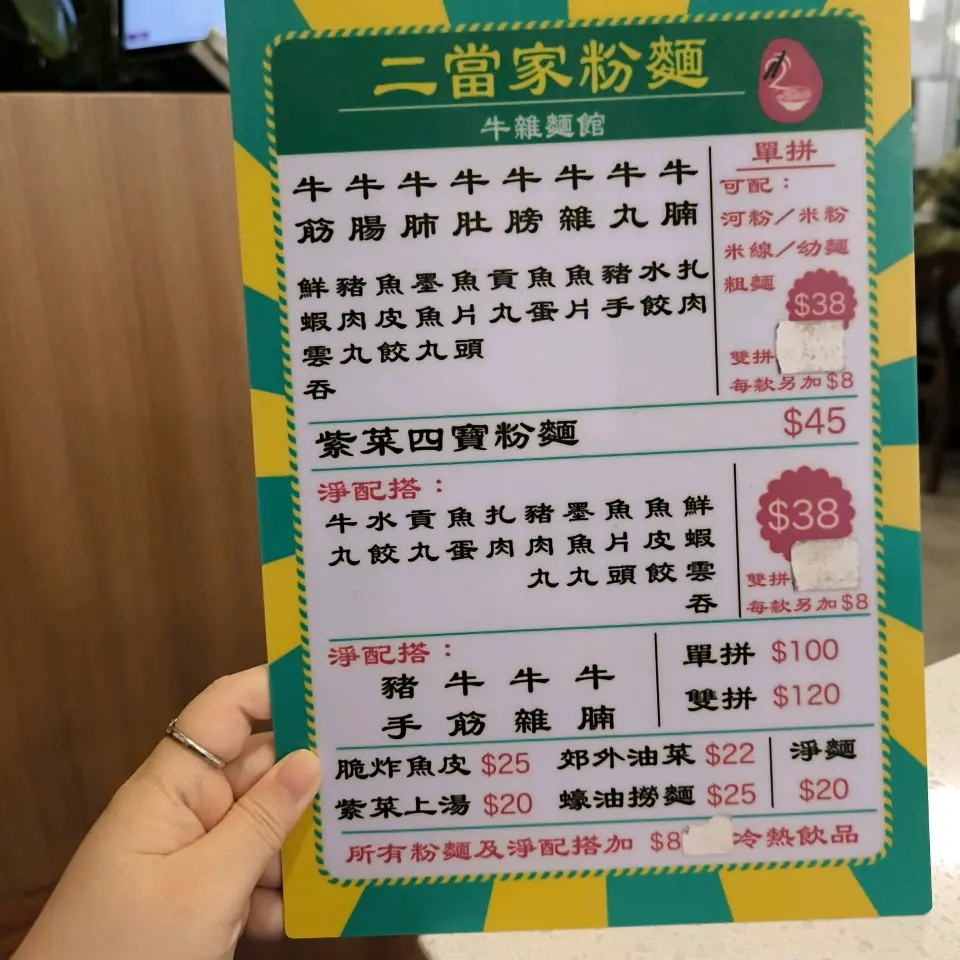 二當家粉麵
牛雜麵館
牛筋 牛腸 牛肺 牛肚 牛膀 牛雜 牛丸 牛腩
鮮蝦雲吞 豬肉丸 魚皮餃 墨魚丸 魚片頭 貢丸 魚蛋 魚片 豬手 水餃 扎肉
單拼
可配：
河粉／米粉
米線／幼麵
粗麵
$38
雙拼
每款另加$8
紫菜四寶粉麵 $45
淨配搭：
牛丸 水餃 貢丸 魚蛋 扎肉 豬肉丸 墨魚丸 魚片頭 魚皮餃 鮮蝦雲吞
$38
雙拼
每款另加$8
淨配搭：
豬手 牛筋 牛雜 牛腩
單拼 $100
雙拼 $120
脆炸魚皮 $25 郊外油菜 $22
紫菜上湯 $20 蠔油撈麵 $25
淨麵
$20
所有粉麵及淨配搭加 $8 冷熱飲品